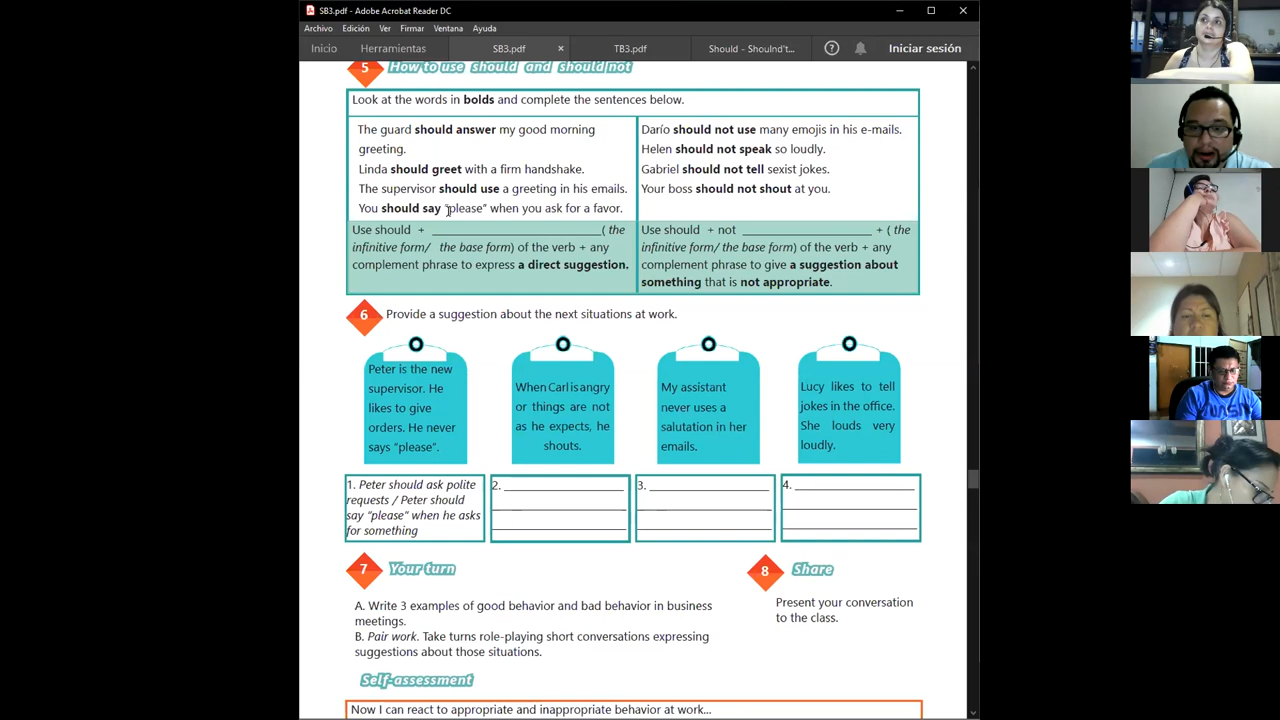 SB3.pdf - Adobe Acrobat Reader DC
Archivo Edición Ver Firmar Ventana Ayuda
Inicio Herramientas SB3.pdf × TB3.pdf Should - Shoulnd't... Iniciar sesión
5 How to use should and should not
Look at the words in bolds and complete the sentences below.
The guard should answer my good morning
greeting.
Linda should greet with a firm handshake.
The supervisor should use a greeting in his emails.
You should say "please" when you ask for a favor.
Darío should not use many emojis in his e-mails.
Helen should not speak so loudly.
Gabriel should not tell sexist jokes.
Your boss should not shout at you.
Use should + ______________________________( the
infinitive form/ the base form) of the verb + any
complement phrase to express a direct suggestion.
Use should + not _______________________ + ( the
infinitive form/ the base form) of the verb + any
complement phrase to give a suggestion about
something that is not appropriate.
6 Provide a suggestion about the next situations at work.
Peter is the new
supervisor. He
likes to give
orders. He never
says "please".
When Carl is angry
or things are not
as he expects, he
shouts.
My assistant
never uses a
salutation in her
emails.
Lucy likes to tell
jokes in the office.
She louds very
loudly.
1. Peter should ask polite
requests / Peter should
say "please" when he asks
for something
2. ______________________
3. ______________________
4. ______________________
7 Your turn
A. Write 3 examples of good behavior and bad behavior in business
meetings.
B. Pair work. Take turns role-playing short conversations expressing
suggestions about those situations.
8 Share
Present your conversation
to the class.
Self-assessment
Now I can react to appropriate and inappropriate behavior at work...